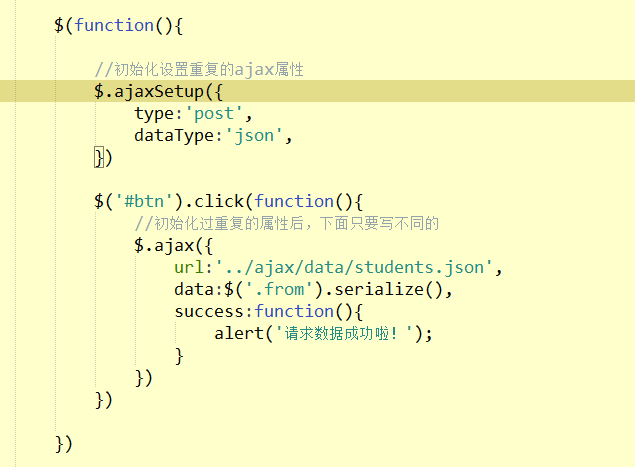 $(function(){
//初始化设置重复的ajax属性
$.ajaxSetup({
type:'post',
dataType:'json',
})
$('#btn').click(function(){
//初始化过重复的属性后，下面只要写不同的
$.ajax({
url:'../ajax/data/students.json',
data:$('.from').serialize(),
success:function(){
alert('请求数据成功啦！');
}
})
})
})